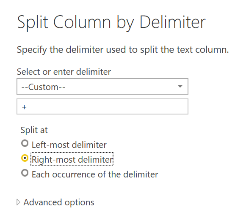 Split Column by Delimiter
Specify the delimiter used to split the text column.
Select or enter delimiter
--Custom--
+
Split at
Left-most delimiter
Right-most delimiter
Each occurrence of the delimiter
Advanced options